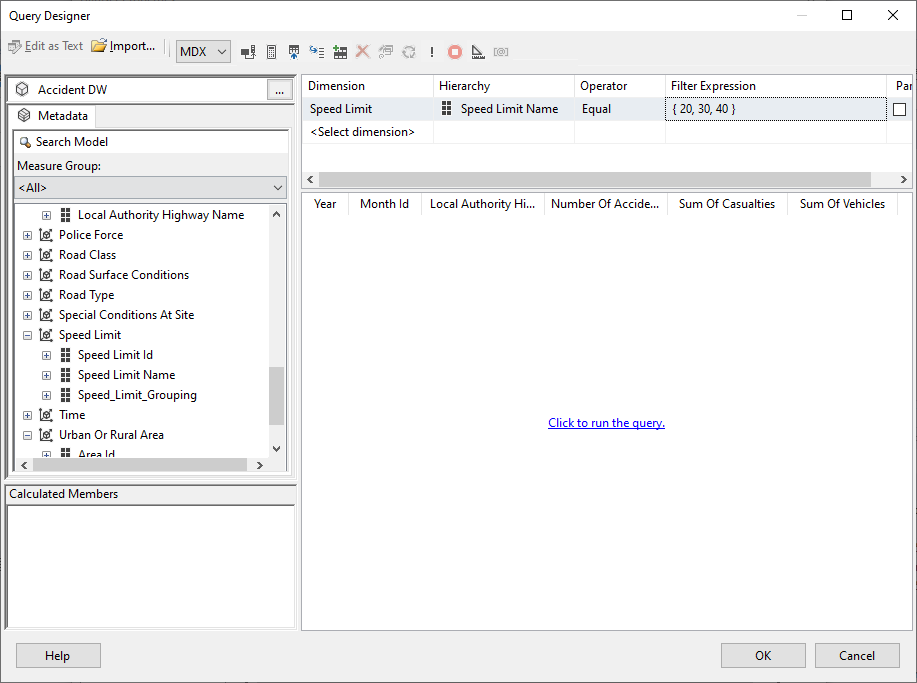 Query Designer
Edit as Text Import... MDX
Accident DW ...
Metadata
Search Model
Measure Group:
<All>
Local Authority Highway Name
Police Force
Road Class
Road Surface Conditions
Road Type
Special Conditions At Site
Speed Limit
Speed Limit Id
Speed Limit Name
Speed_Limit_Grouping
Time
Urban Or Rural Area
Area Id
Calculated Members
Dimension Hierarchy Operator Filter Expression Par
Speed Limit Speed Limit Name Equal { 20, 30, 40 }
<Select dimension>
Year Month Id Local Authority Hi... Number Of Accide... Sum Of Casualties Sum Of Vehicles
Click to run the query.
Help OK Cancel